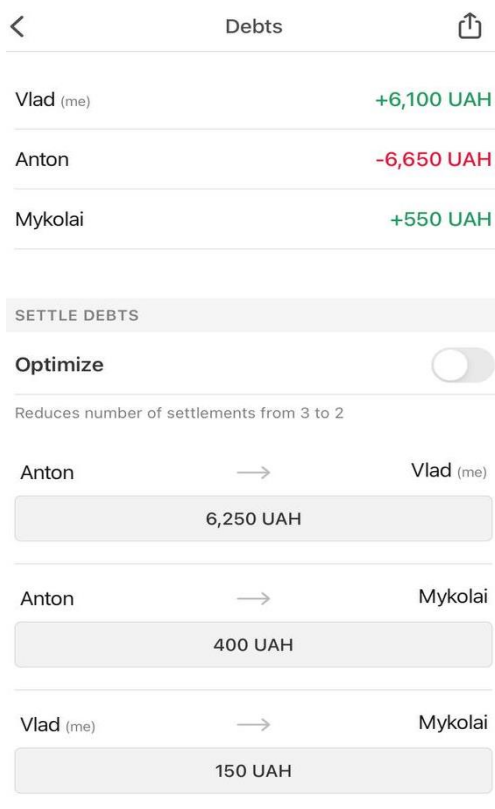 Debts
Vlad (me) +6,100 UAH
Anton -6,650 UAH
Mykolai +550 UAH
SETTLE DEBTS
Optimize
Reduces number of settlements from 3 to 2
Anton → Vlad (me)
6,250 UAH
Anton → Mykolai
400 UAH
Vlad (me) → Mykolai
150 UAH